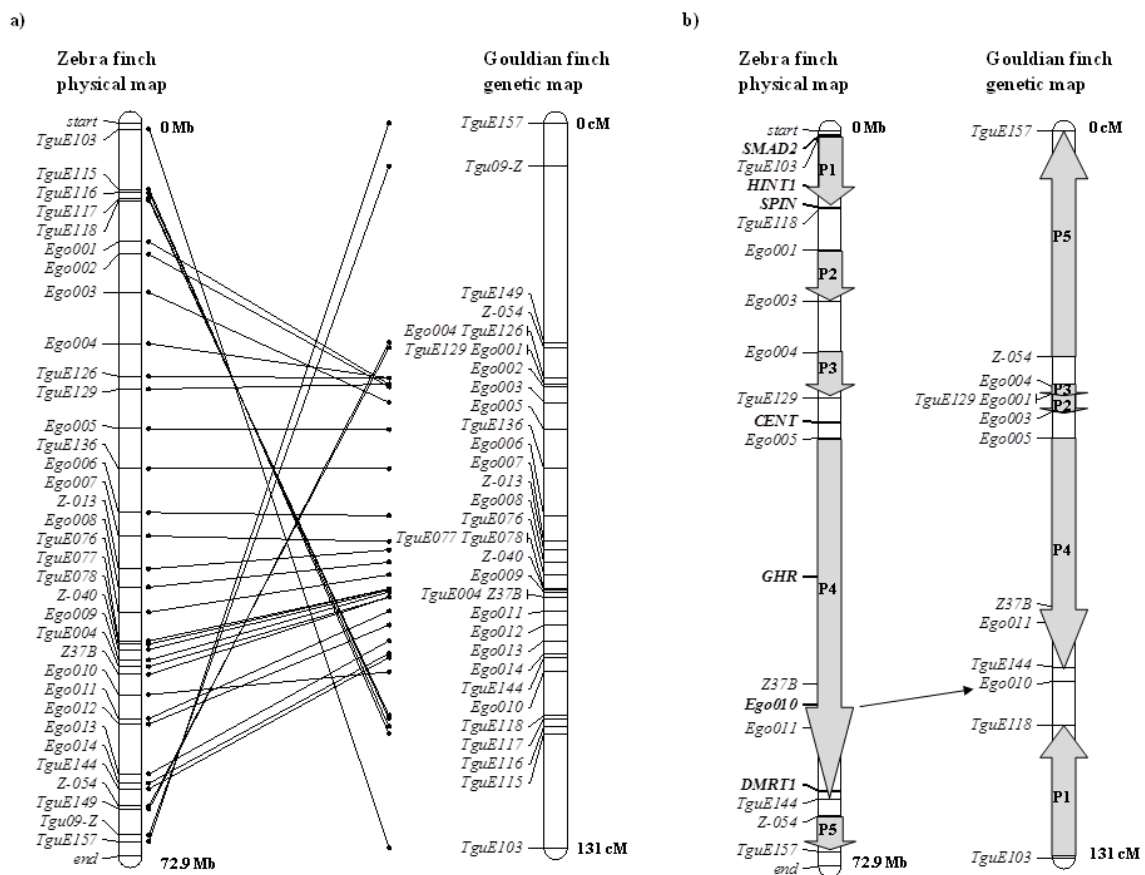 a)
Zebra finch
physical map
start
TguE103
TguE115
TguE116
TguE117
TguE118
Ego001
Ego002
Ego003
Ego004
TguE126
TguE129
Ego005
TguE136
Ego006
Ego007
Z-013
Ego008
TguE076
TguE077
TguE078
Z-040
Ego009
TguE004
Z37B
Ego010
Ego011
Ego012
Ego013
Ego014
TguE144
Z-054
TguE149
Tgu09-Z
TguE157
end
0 Mb
72.9 Mb
Gouldian finch
genetic map
TguE157
Tgu09-Z
TguE149
Z-054
Ego004 TguE126
TguE129 Ego001
Ego002
Ego003
Ego005
TguE136
Ego006
Ego007
Z-013
Ego008
TguE076
TguE077 TguE078
Z-040
Ego009
TguE004 Z37B
Ego011
Ego012
Ego013
Ego014
TguE144
Ego010
TguE118
TguE117
TguE116
TguE115
TguE103
0 cM
131 cM
b)
Zebra finch
physical map
start
SMAD2
TguE103
HINT1
SPIN
TguE118
Ego001
Ego003
Ego004
TguE129
CENT
Ego005
GHR
Z37B
Ego010
Ego011
DMRT1
TguE144
Z-054
TguE157
end
0 Mb
P1
P2
P3
P4
P5
72.9 Mb
Gouldian finch
genetic map
TguE157
Z-054
Ego004
TguE129 Ego001
Ego003
Ego005
Z37B
Ego011
TguE144
Ego010
TguE118
TguE103
0 cM
P5
P3
P2
P4
P1
131 cM